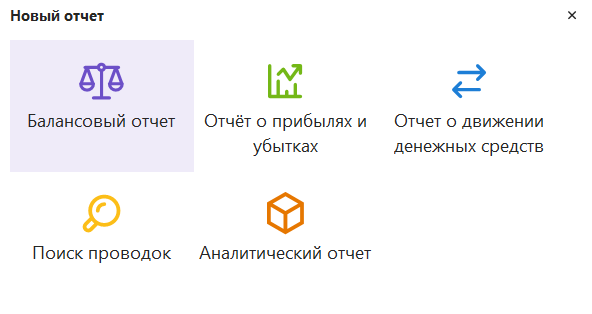 Новый отчет
Балансовый отчет
Отчёт о прибылях и
убытках
Отчет о движении
денежных средств
Поиск проводок
Аналитический отчет